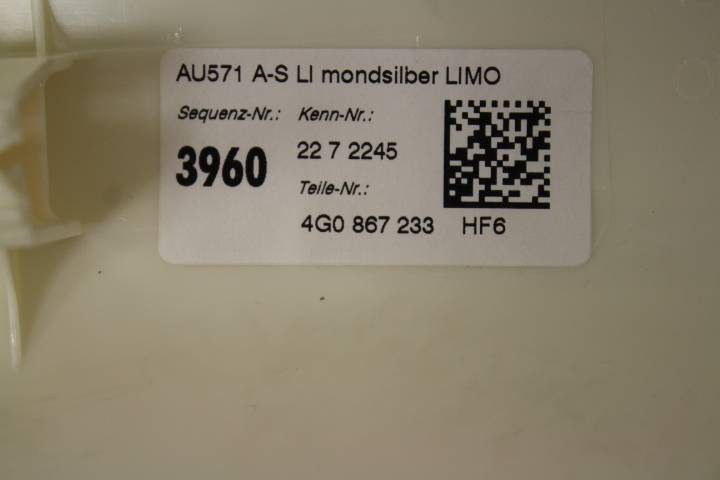 AU571 A-S LI mondsilber LIMO
Sequenz-Nr.: Kenn-Nr.:
3960 22 7 2245
Teile-Nr.:
4G0 867 233 HF6